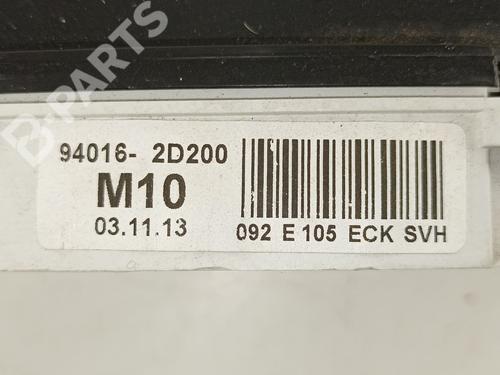 B-PARTS
94016- 2D200
M10
03.11.13
092 E 105 ECK SVH